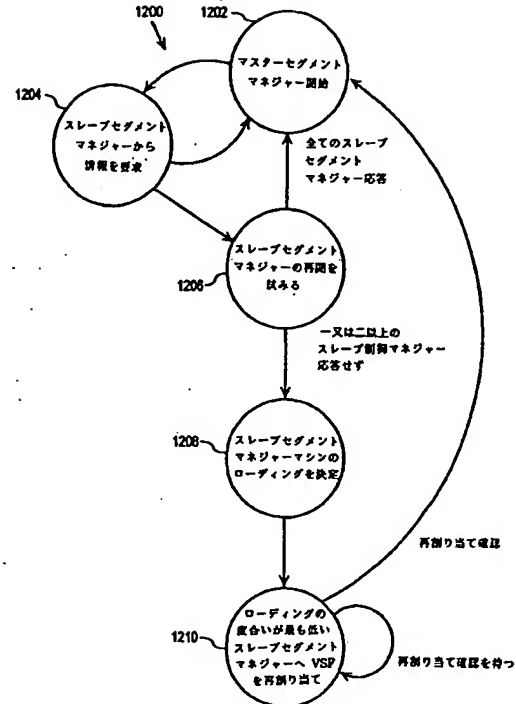 1200
1202
マスターセグメント
マネジャー開始
1204
スレーブセグメント
マネジャーから
情報を要求
全てのスレーブ
セグメント
マネジャー応答
スレーブセグメント
マネジャーの再開を
試みる
1206
一又は二以上の
スレーブ制御マネジャー
応答せず
スレーブセグメント
マネジャーマシンの
ローディングを決定
1208
再割り当て確認
ローディングの
度合いが最も低い
スレーブセグメント
マネジャーへ VSF
を再割り当て
1210
再割り当て確認を待つ